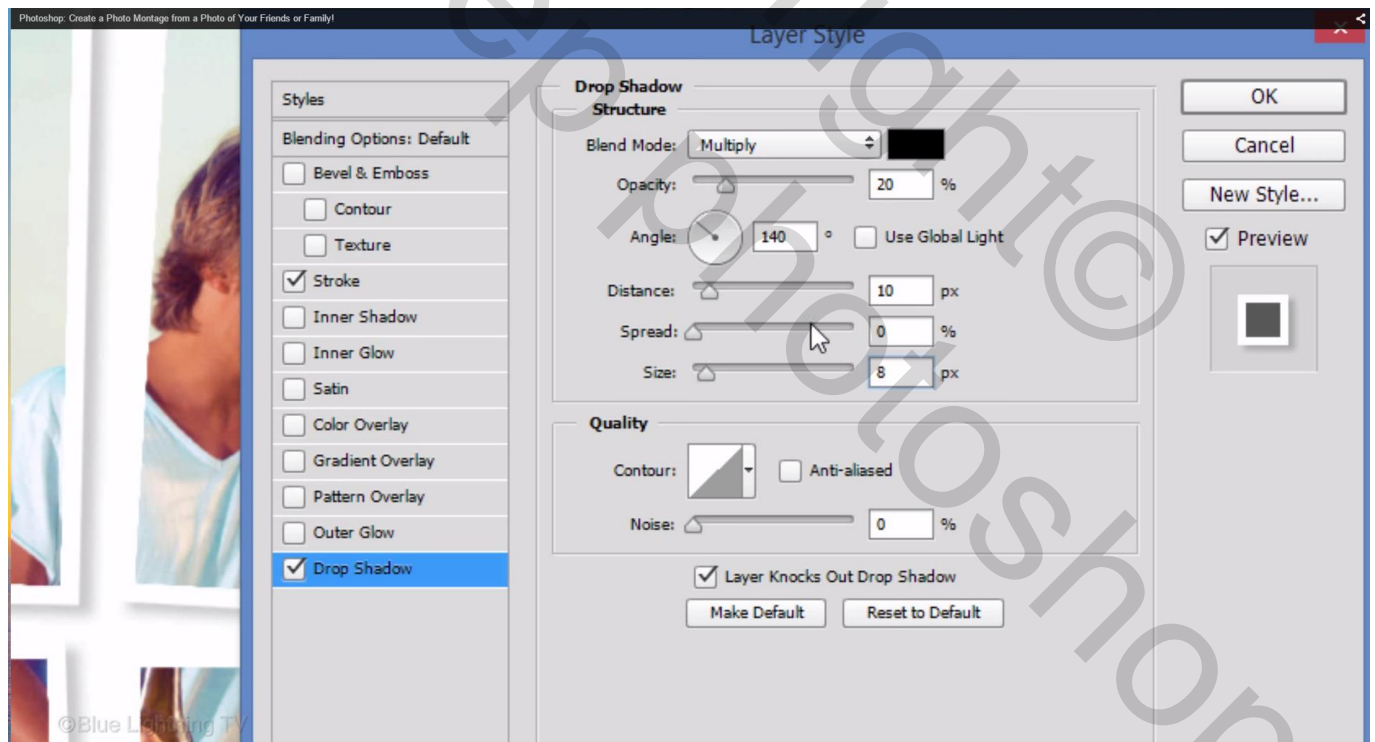 Photoshop: Create a Photo Montage from a Photo of Your Friends or Family!
Layer Style
Styles
Blending Options: Default
Bevel & Emboss
Contour
Texture
Stroke
Inner Shadow
Inner Glow
Satin
Color Overlay
Gradient Overlay
Pattern Overlay
Outer Glow
Drop Shadow
Drop Shadow
Structure
Blend Mode: Multiply
Opacity: 20 %
Angle: 140 ° Use Global Light
Distance: 10 px
Spread: 0 %
Size: 8 px
Quality
Contour: Anti-aliased
Noise: 0 %
Layer Knocks Out Drop Shadow
Make Default Reset to Default
OK
Cancel
New Style...
Preview
©Blue Lightning TV